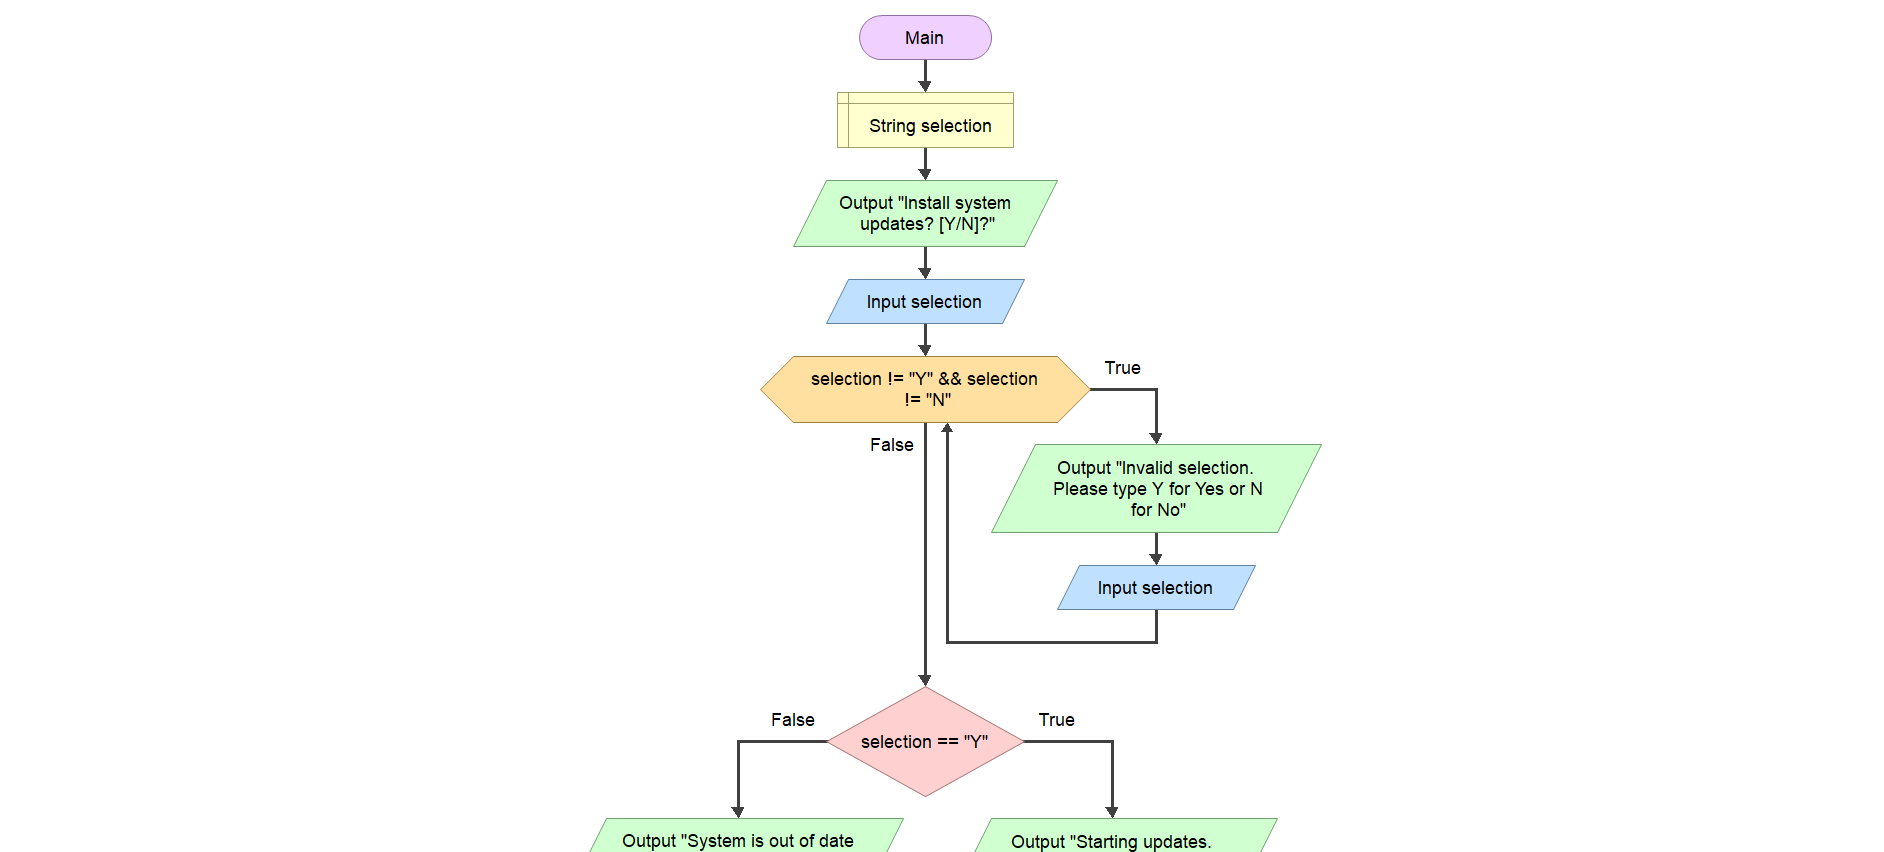 Main
String selection
Output "Install system
updates? [Y/N]?"
Input selection
selection != "Y" && selection
!= "N"
True
False
Output "Invalid selection.
Please type Y for Yes or N
for No"
Input selection
False
True
selection == "Y"
Output "System is out of date
Output "Starting updates.